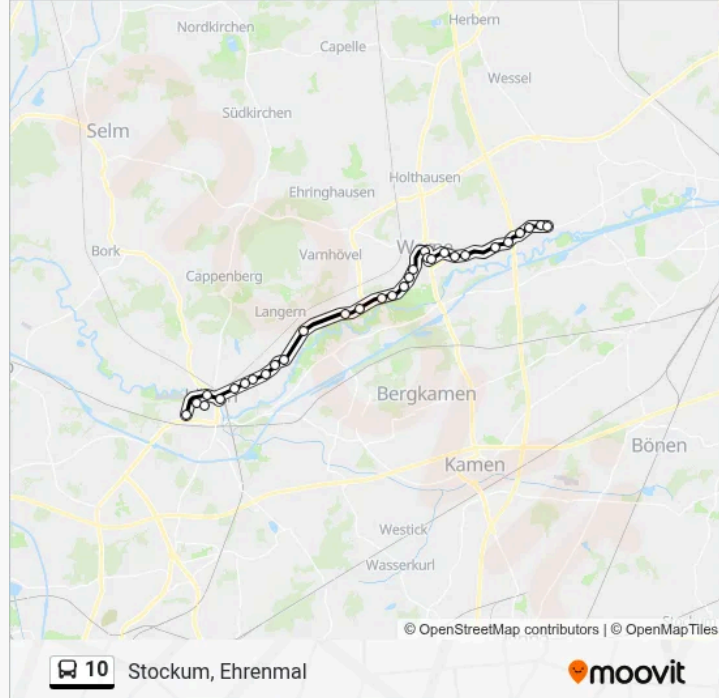 Nordkirchen
Herbern
Capelle
Wessel
Südkirchen
Selm
Holthausen
Ehringhausen
Bork
Varnhövel
Cappenberg
Langern
Bergkamen
Bönen
Kamen
Westick
Wasserkurl
© OpenStreetMap contributors | © OpenMapTiles
10 Stockum, Ehrenmal
moovit